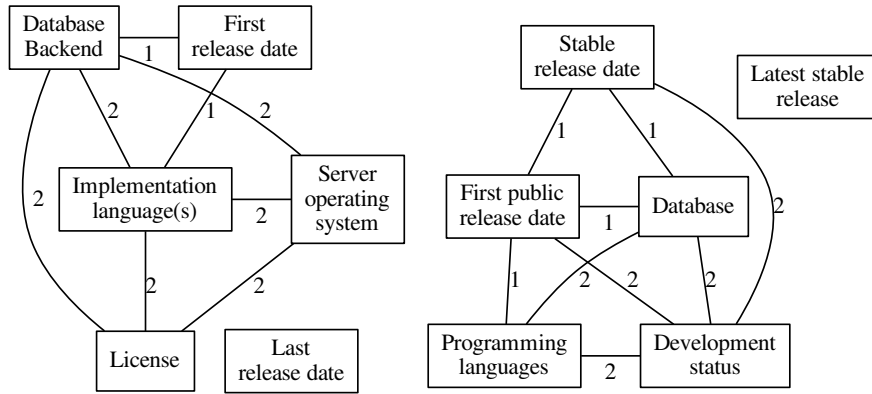 Database
Backend
First
release date
1
2
1
2
2
Implementation
language(s)
Server
operating
system
2
2
2
License
Last
release date
Stable
release date
Latest stable
release
1
1
First public
release date
Database
1
2
1
2
2
2
Programming
languages
Development
status
2